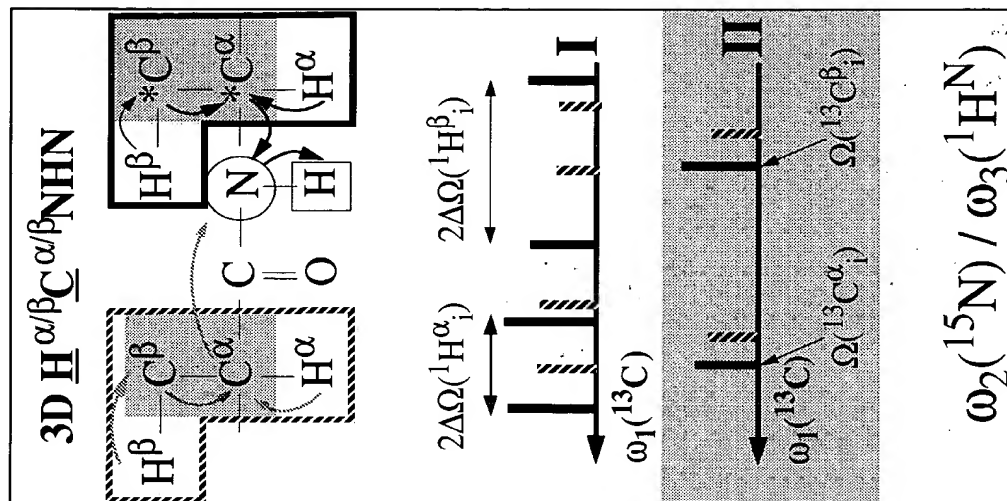 3D H^α/β C^α/β NHN
H^β C^β H^β *C^β
C^α C N *C^α
H^α O H H^α
2ΔΩ(¹H^α_i) 2ΔΩ(¹H^β_i)
I
ω₁(¹³C)
II
ω₁(¹³C)
Ω(¹³C^α_i) Ω(¹³C^β_i)
ω₂(¹⁵N) / ω₃(¹H^N)